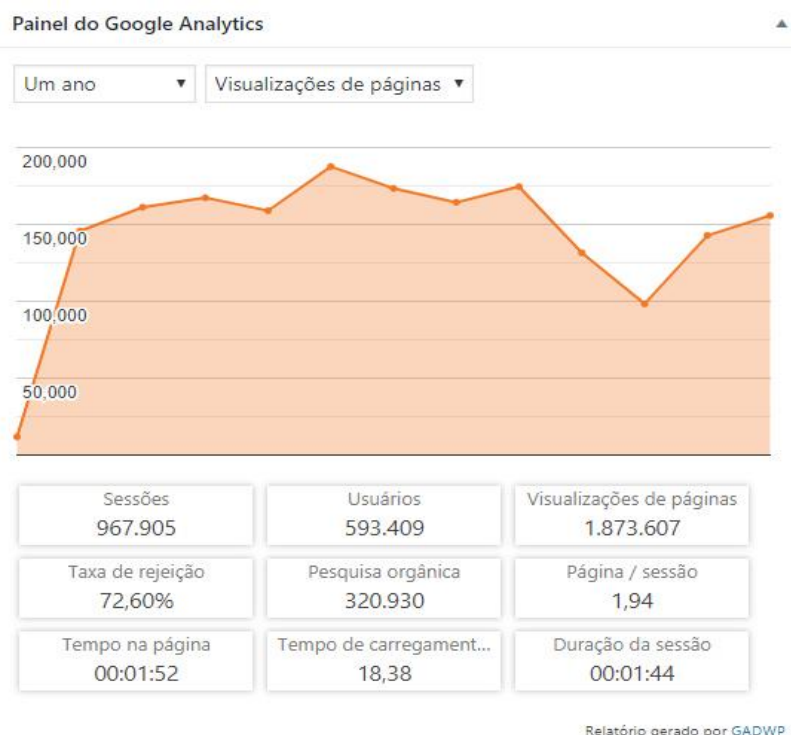 Painel do Google Analytics
Um ano
Visualizações de páginas
200,000
150,000
100,000
50,000
Sessões
967.905
Usuários
593.409
Visualizações de páginas
1.873.607
Taxa de rejeição
72,60%
Pesquisa orgânica
320.930
Página / sessão
1,94
Tempo na página
00:01:52
Tempo de carregament...
18,38
Duração da sessão
00:01:44
Relatório gerado por GADWP